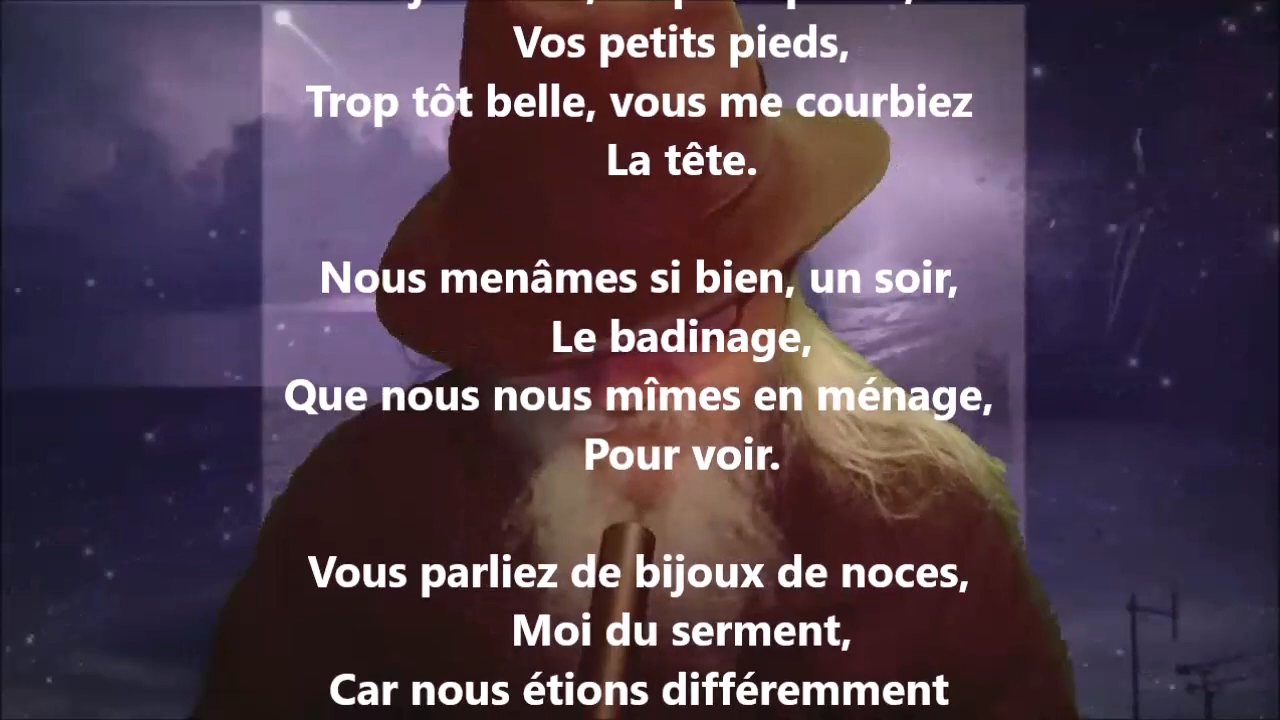 Vos petits pieds,
Trop tôt belle, vous me courbiez
La tête.
Nous menâmes si bien, un soir,
Le badinage,
Que nous nous mîmes en ménage,
Pour voir.
Vous parliez de bijoux de noces,
Moi du serment,
Car nous étions différemment